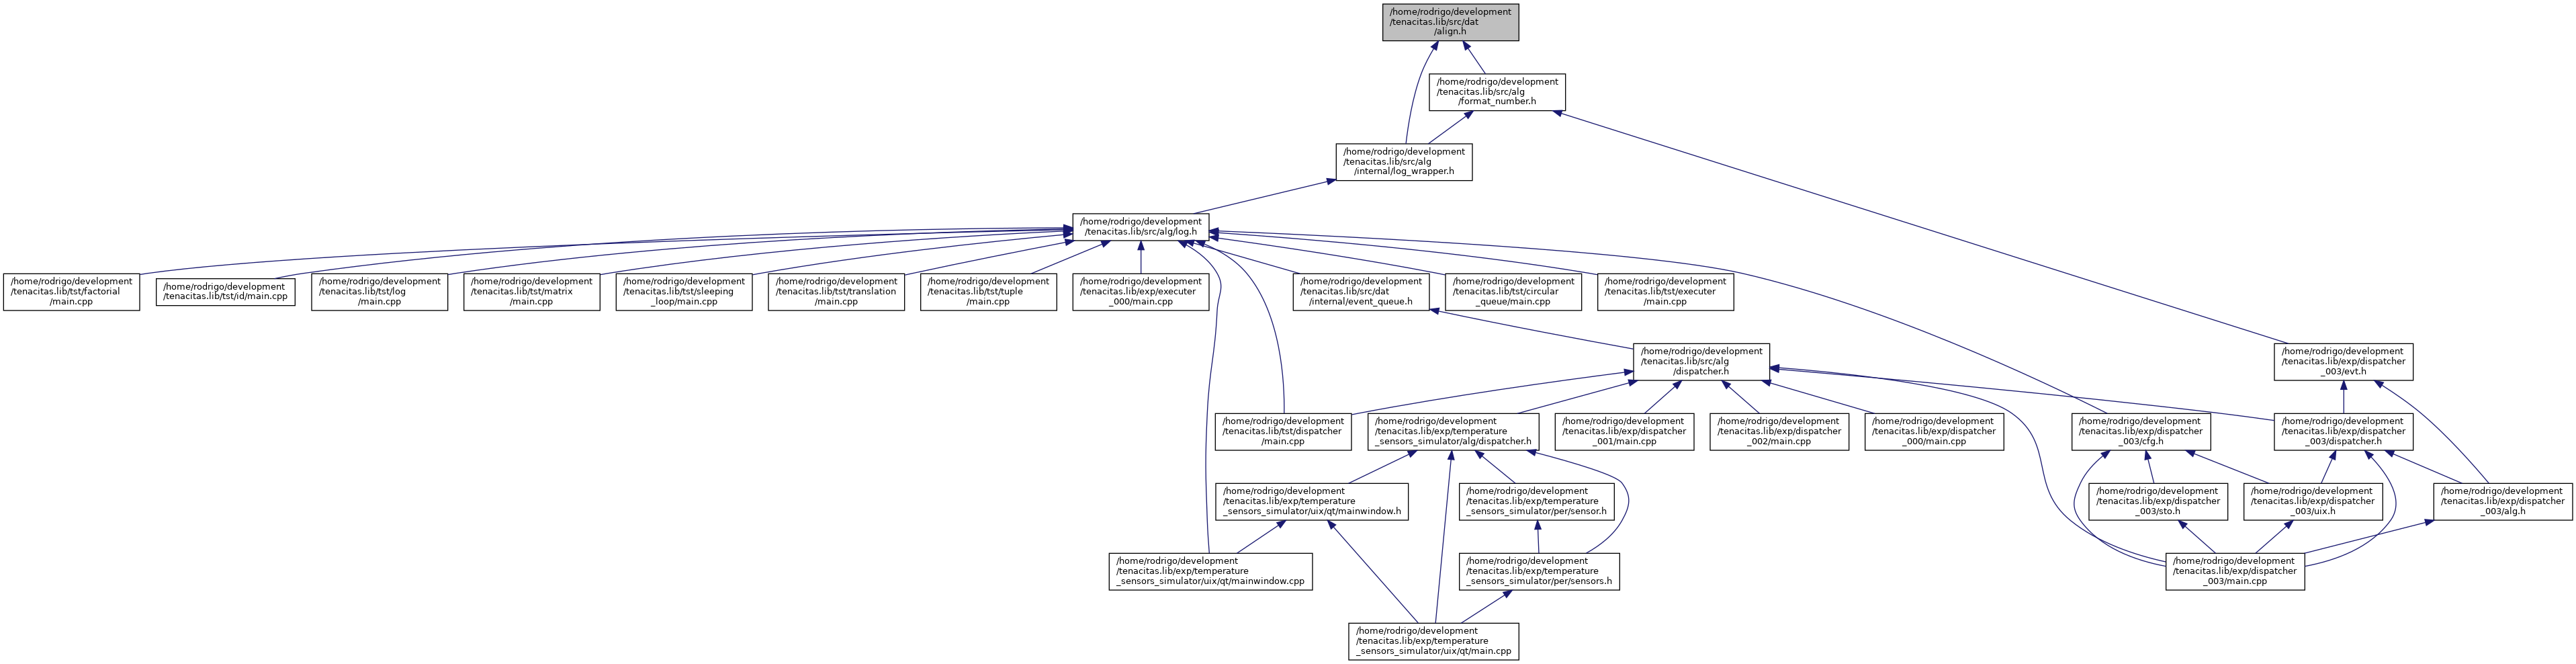 /home/rodrigo/development
/tenacitas.lib/src/dat
/align.h
/home/rodrigo/development
/tenacitas.lib/src/alg
/format_number.h
/home/rodrigo/development
/tenacitas.lib/src/alg
/internal/log_wrapper.h
/home/rodrigo/development
/tenacitas.lib/src/alg/log.h
/home/rodrigo/development
/tenacitas.lib/tst/factorial
/main.cpp
/home/rodrigo/development
/tenacitas.lib/tst/id/main.cpp
/home/rodrigo/development
/tenacitas.lib/tst/log
/main.cpp
/home/rodrigo/development
/tenacitas.lib/tst/matrix
/main.cpp
/home/rodrigo/development
/tenacitas.lib/tst/sleeping
_loop/main.cpp
/home/rodrigo/development
/tenacitas.lib/tst/translation
/main.cpp
/home/rodrigo/development
/tenacitas.lib/tst/tuple
/main.cpp
/home/rodrigo/development
/tenacitas.lib/exp/executer
_000/main.cpp
/home/rodrigo/development
/tenacitas.lib/src/dat
/internal/event_queue.h
/home/rodrigo/development
/tenacitas.lib/tst/circular
_queue/main.cpp
/home/rodrigo/development
/tenacitas.lib/tst/executer
/main.cpp
/home/rodrigo/development
/tenacitas.lib/src/alg
/dispatcher.h
/home/rodrigo/development
/tenacitas.lib/exp/dispatcher
_003/evt.h
/home/rodrigo/development
/tenacitas.lib/tst/dispatcher
/main.cpp
/home/rodrigo/development
/tenacitas.lib/exp/temperature
_sensors_simulator/alg/dispatcher.h
/home/rodrigo/development
/tenacitas.lib/exp/dispatcher
_001/main.cpp
/home/rodrigo/development
/tenacitas.lib/exp/dispatcher
_002/main.cpp
/home/rodrigo/development
/tenacitas.lib/exp/dispatcher
_000/main.cpp
/home/rodrigo/development
/tenacitas.lib/exp/dispatcher
_003/cfg.h
/home/rodrigo/development
/tenacitas.lib/exp/dispatcher
_003/dispatcher.h
/home/rodrigo/development
/tenacitas.lib/exp/temperature
_sensors_simulator/uix/qt/mainwindow.h
/home/rodrigo/development
/tenacitas.lib/exp/temperature
_sensors_simulator/per/sensor.h
/home/rodrigo/development
/tenacitas.lib/exp/dispatcher
_003/sto.h
/home/rodrigo/development
/tenacitas.lib/exp/dispatcher
_003/uix.h
/home/rodrigo/development
/tenacitas.lib/exp/dispatcher
_003/alg.h
/home/rodrigo/development
/tenacitas.lib/exp/temperature
_sensors_simulator/uix/qt/mainwindow.cpp
/home/rodrigo/development
/tenacitas.lib/exp/temperature
_sensors_simulator/per/sensors.h
/home/rodrigo/development
/tenacitas.lib/exp/dispatcher
_003/main.cpp
/home/rodrigo/development
/tenacitas.lib/exp/temperature
_sensors_simulator/uix/qt/main.cpp